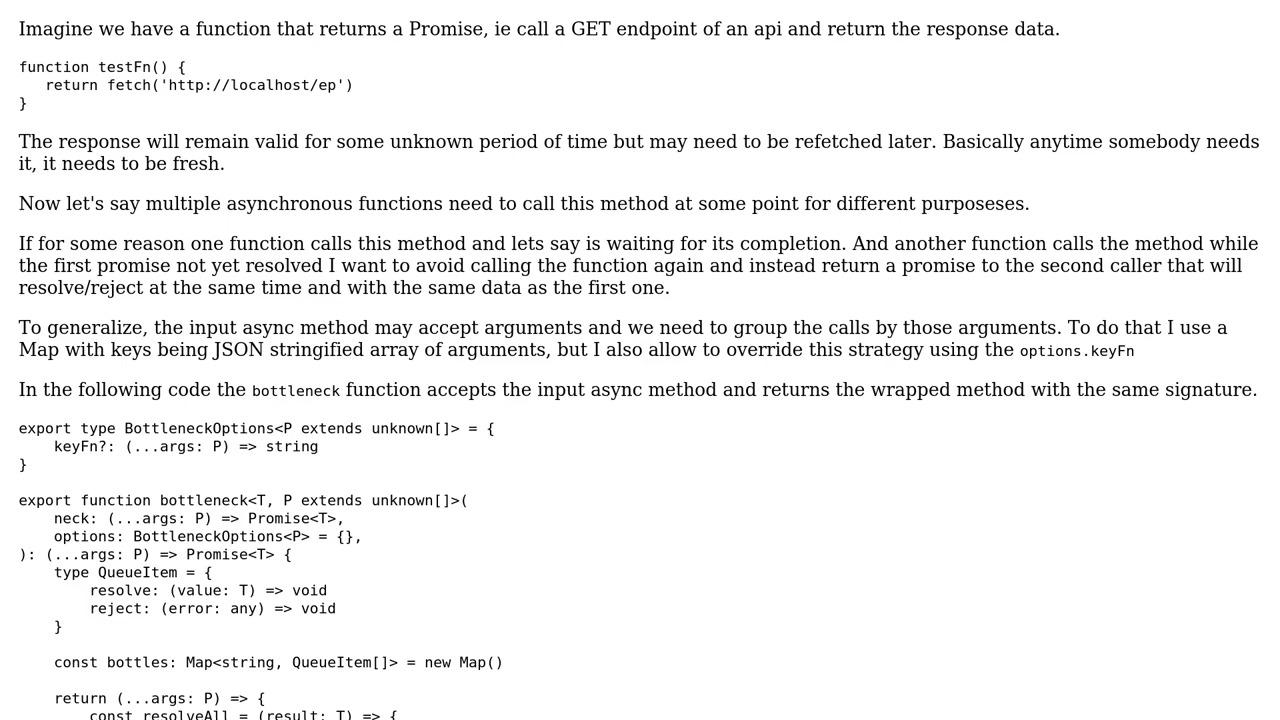 Imagine we have a function that returns a Promise, ie call a GET endpoint of an api and return the response data.
function testFn() {
   return fetch('http://localhost/ep')
}
The response will remain valid for some unknown period of time but may need to be refetched later. Basically anytime somebody needs
it, it needs to be fresh.
Now let's say multiple asynchronous functions need to call this method at some point for different purposeses.
If for some reason one function calls this method and lets say is waiting for its completion. And another function calls the method while
the first promise not yet resolved I want to avoid calling the function again and instead return a promise to the second caller that will
resolve/reject at the same time and with the same data as the first one.
To generalize, the input async method may accept arguments and we need to group the calls by those arguments. To do that I use a
Map with keys being JSON stringified array of arguments, but I also allow to override this strategy using the options.keyFn
In the following code the bottleneck function accepts the input async method and returns the wrapped method with the same signature.
export type BottleneckOptions<P extends unknown[]> = {
    keyFn?: (...args: P) => string
}
export function bottleneck<T, P extends unknown[]>(
    neck: (...args: P) => Promise<T>,
    options: BottleneckOptions<P> = {},
): (...args: P) => Promise<T> {
    type QueueItem = {
        resolve: (value: T) => void
        reject: (error: any) => void
    }
    const bottles: Map<string, QueueItem[]> = new Map()
    return (...args: P) => {
        const resolveAll = (result: T) => {